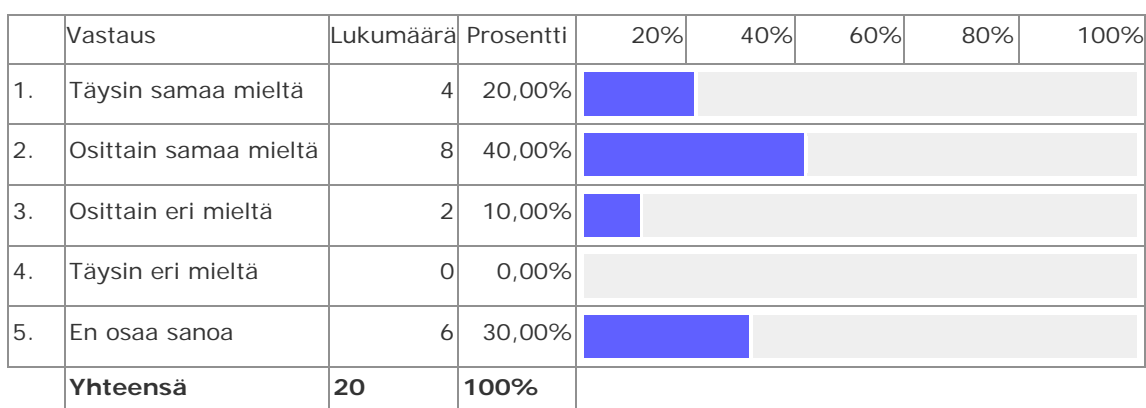 Vastaus Lukumäärä Prosentti 20% 40% 60% 80% 100%
1. Täysin samaa mieltä 4 20,00%
2. Osittain samaa mieltä 8 40,00%
3. Osittain eri mieltä 2 10,00%
4. Täysin eri mieltä 0 0,00%
5. En osaa sanoa 6 30,00%
Yhteensä 20 100%